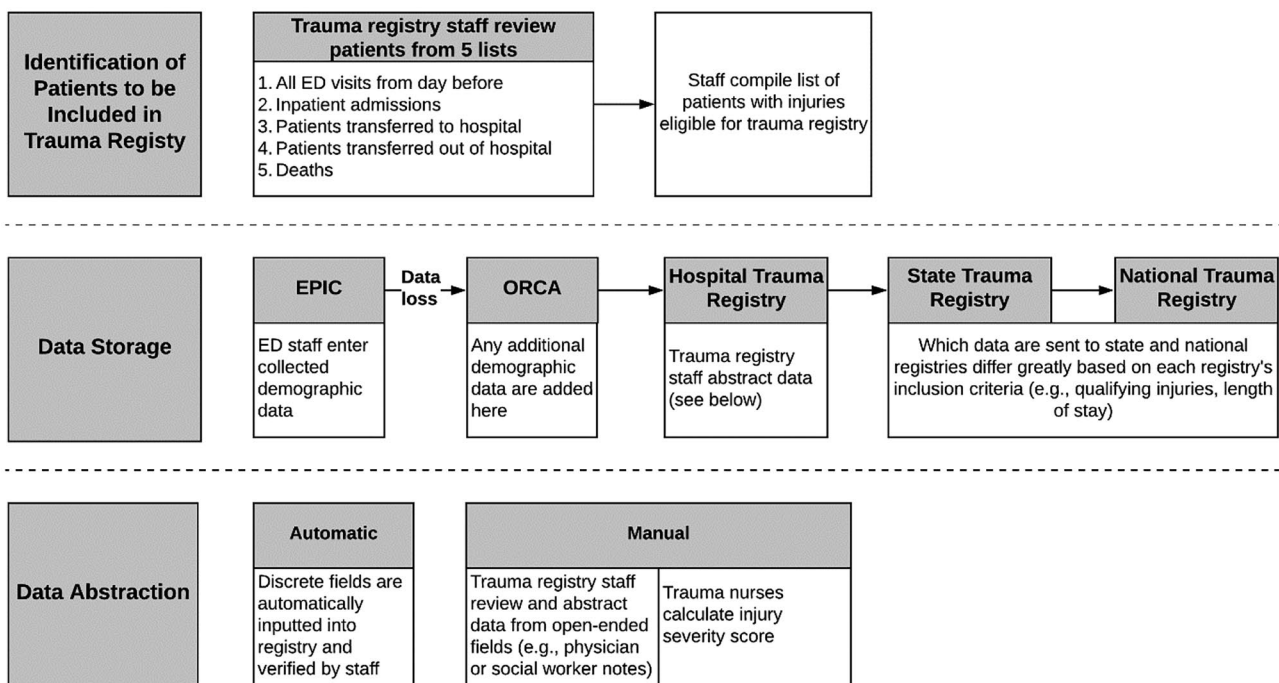 Identification of
Patients to be
Included in
Trauma Registy
Trauma registry staff review
patients from 5 lists
1. All ED visits from day before
2. Inpatient admissions
3. Patients transferred to hospital
4. Patients transferred out of hospital
5. Deaths
Staff compile list of
patients with injuries
eligible for trauma registry
Data Storage
EPIC
ED staff enter
collected
demographic
data
Data
loss
ORCA
Any additional
demographic
data are added
here
Hospital Trauma
Registry
Trauma registry
staff abstract data
(see below)
State Trauma
Registry
National Trauma
Registry
Which data are sent to state and national
registries differ greatly based on each registry's
inclusion criteria (e.g., qualifying injuries, length
of stay)
Data Abstraction
Automatic
Discrete fields are
automatically
inputted into
registry and
verified by staff
Manual
Trauma registry staff
review and abstract
data from open-ended
fields (e.g., physician
or social worker notes)
Trauma nurses
calculate injury
severity score